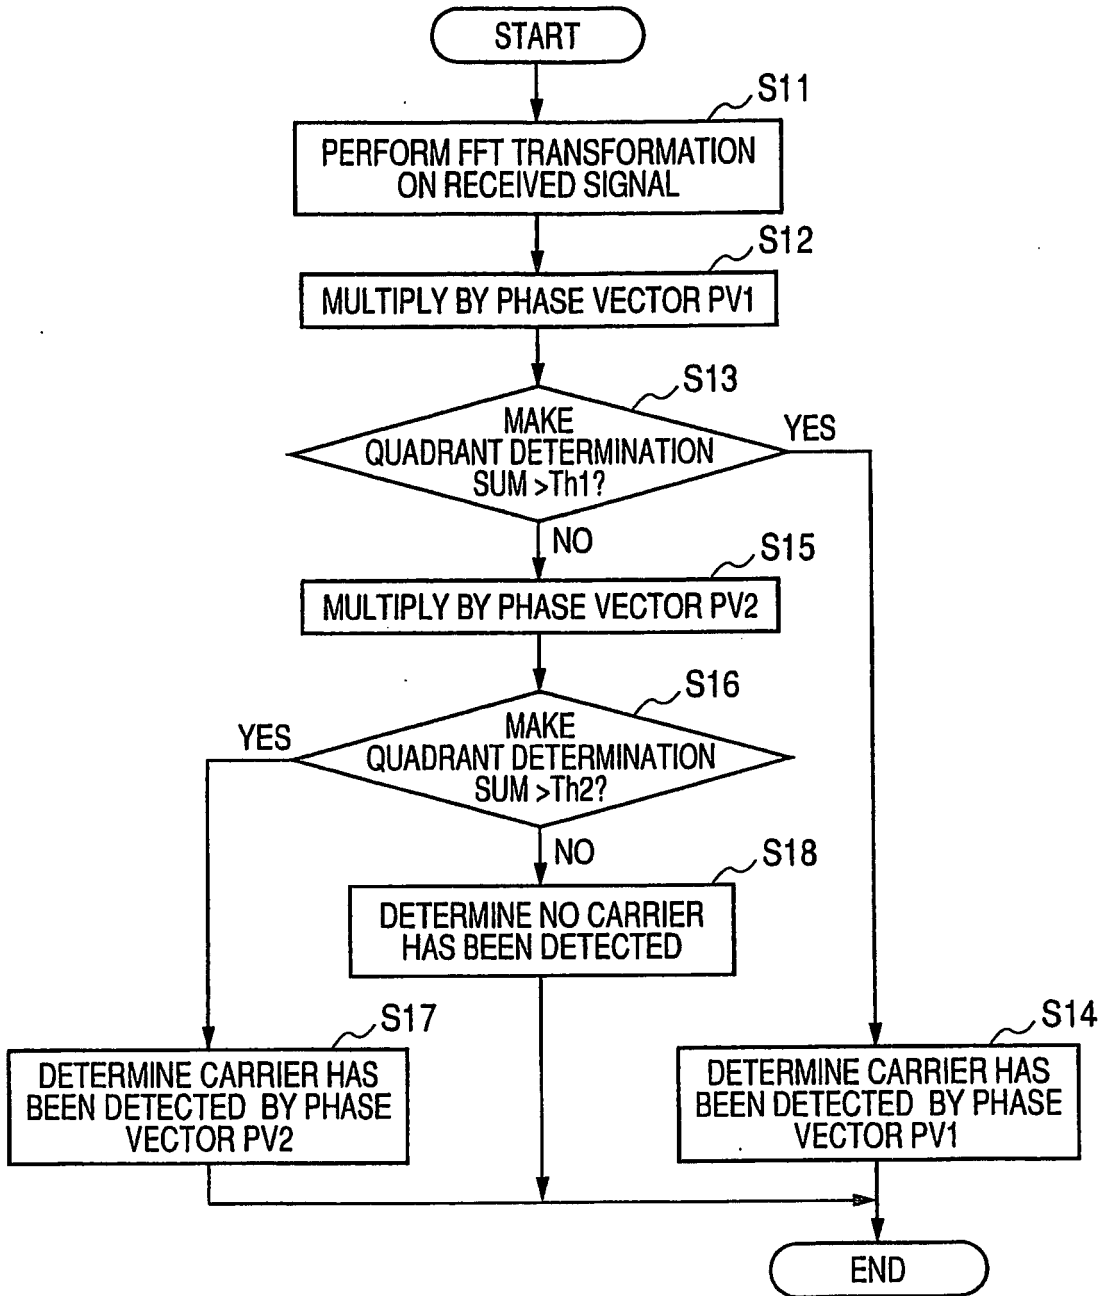 START
S11
PERFORM FFT TRANSFORMATION
ON RECEIVED SIGNAL
S12
MULTIPLY BY PHASE VECTOR PV1
S13
MAKE
QUADRANT DETERMINATION
SUM >Th1?
YES
NO
S15
MULTIPLY BY PHASE VECTOR PV2
S16
MAKE
QUADRANT DETERMINATION
SUM >Th2?
YES
NO
S18
DETERMINE NO CARRIER
HAS BEEN DETECTED
S17
DETERMINE CARRIER HAS
BEEN DETECTED BY PHASE
VECTOR PV2
S14
DETERMINE CARRIER HAS
BEEN DETECTED BY PHASE
VECTOR PV1
END